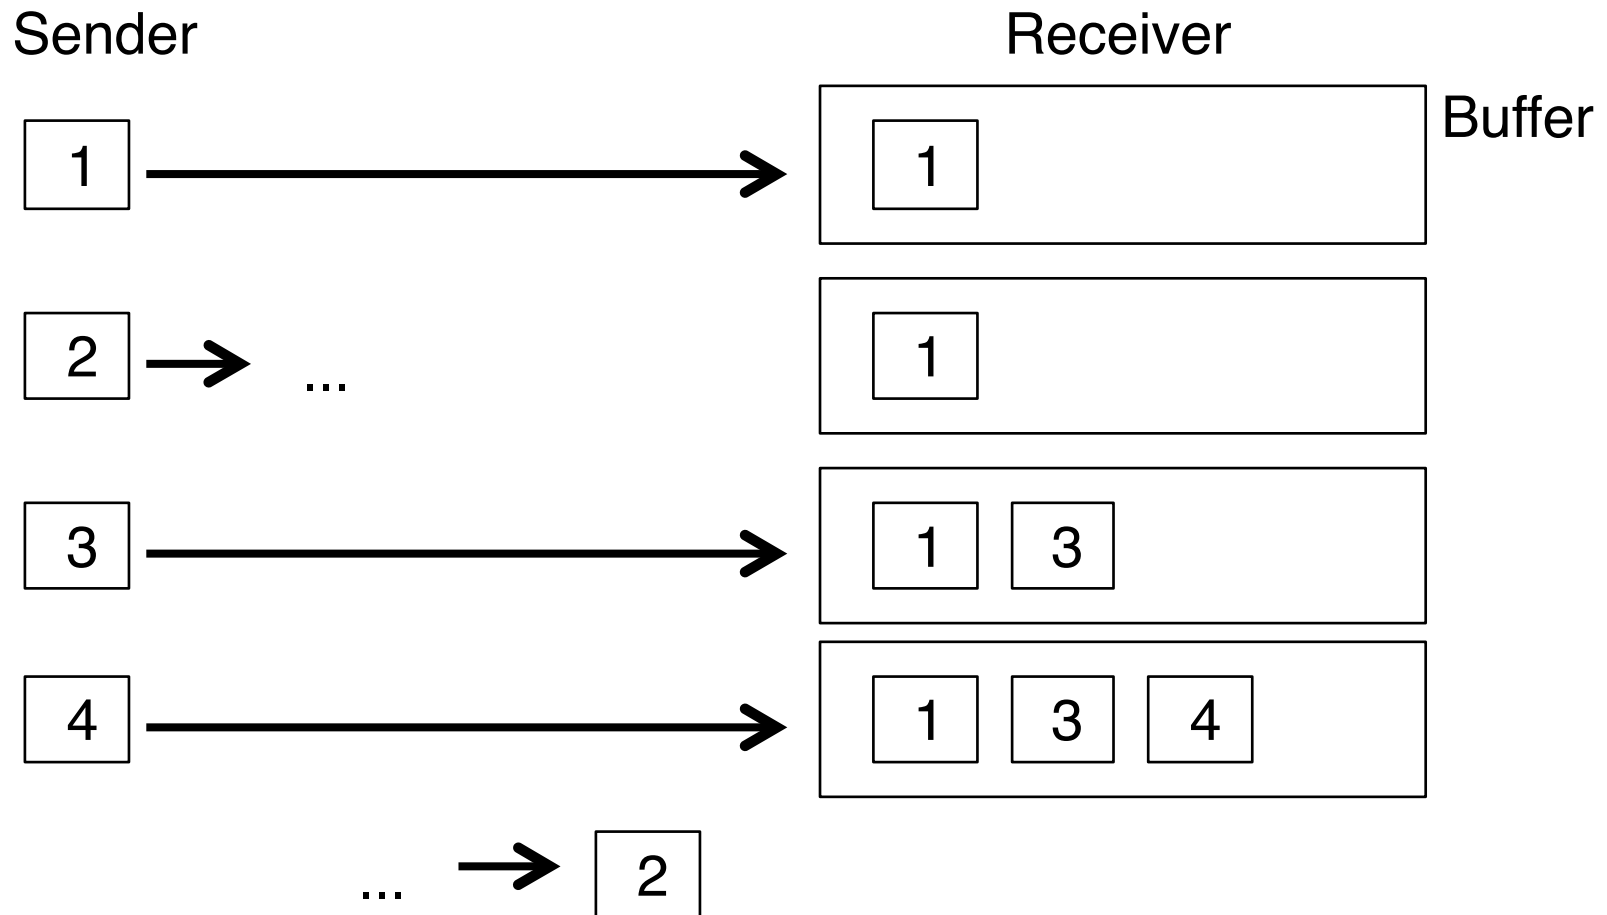 Sender Receiver
Buffer
1 1
2 ... 1
3 1 3
4 1 3 4
... 2